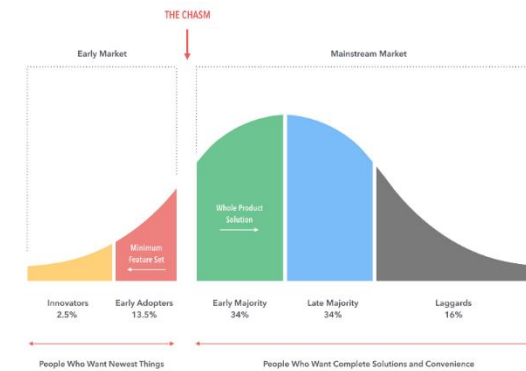 THE CHASM
Early Market
Mainstream Market
Whole Product
Solution
Minimum
Feature Set
Innovators
2.5%
Early Adopters
13.5%
Early Majority
34%
Late Majority
34%
Laggards
16%
People Who Want Newest Things
People Who Want Complete Solutions and Convenience